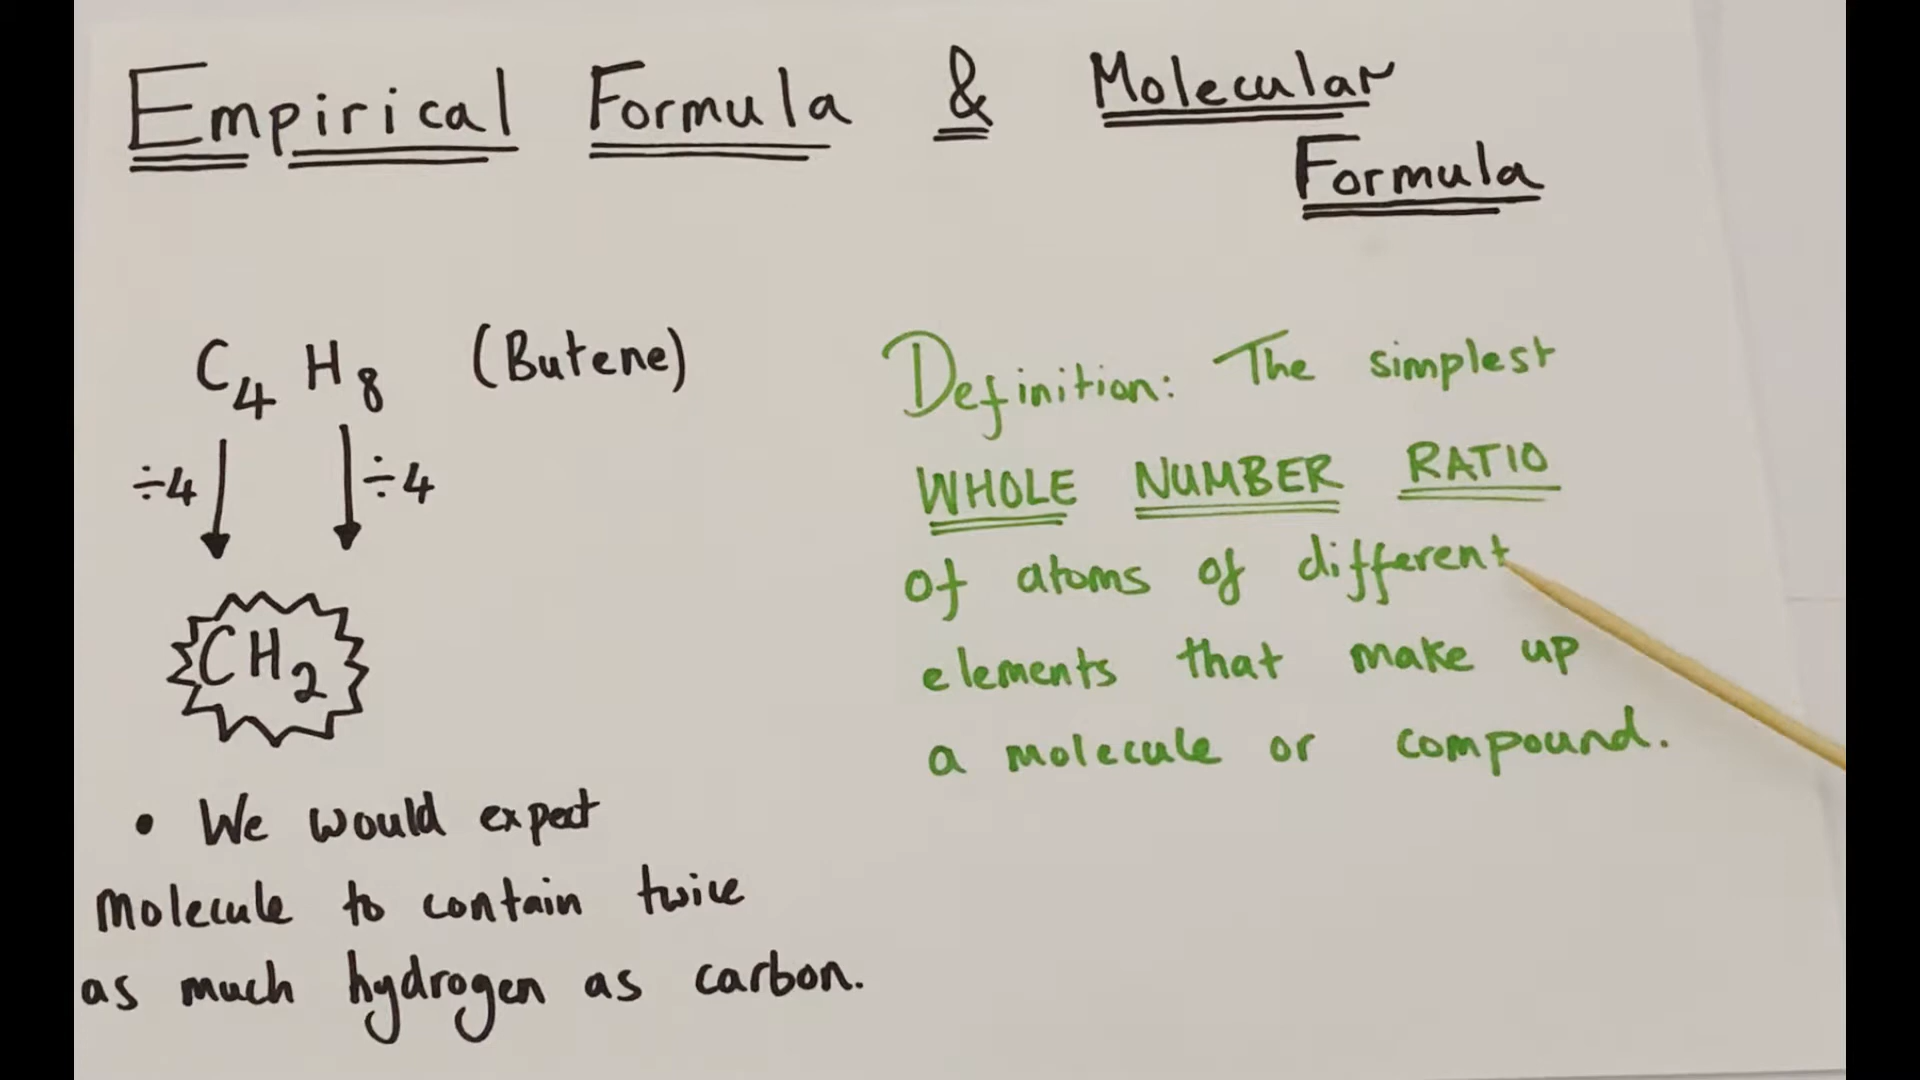 Empirical Formula & Molecular
Formula
C4 H8 (Butene)
÷4 ÷4
CH2
• We would expect
molecule to contain twice
as much hydrogen as carbon.
Definition: The simplest
WHOLE NUMBER RATIO
of atoms of different
elements that make up
a molecule or compound.